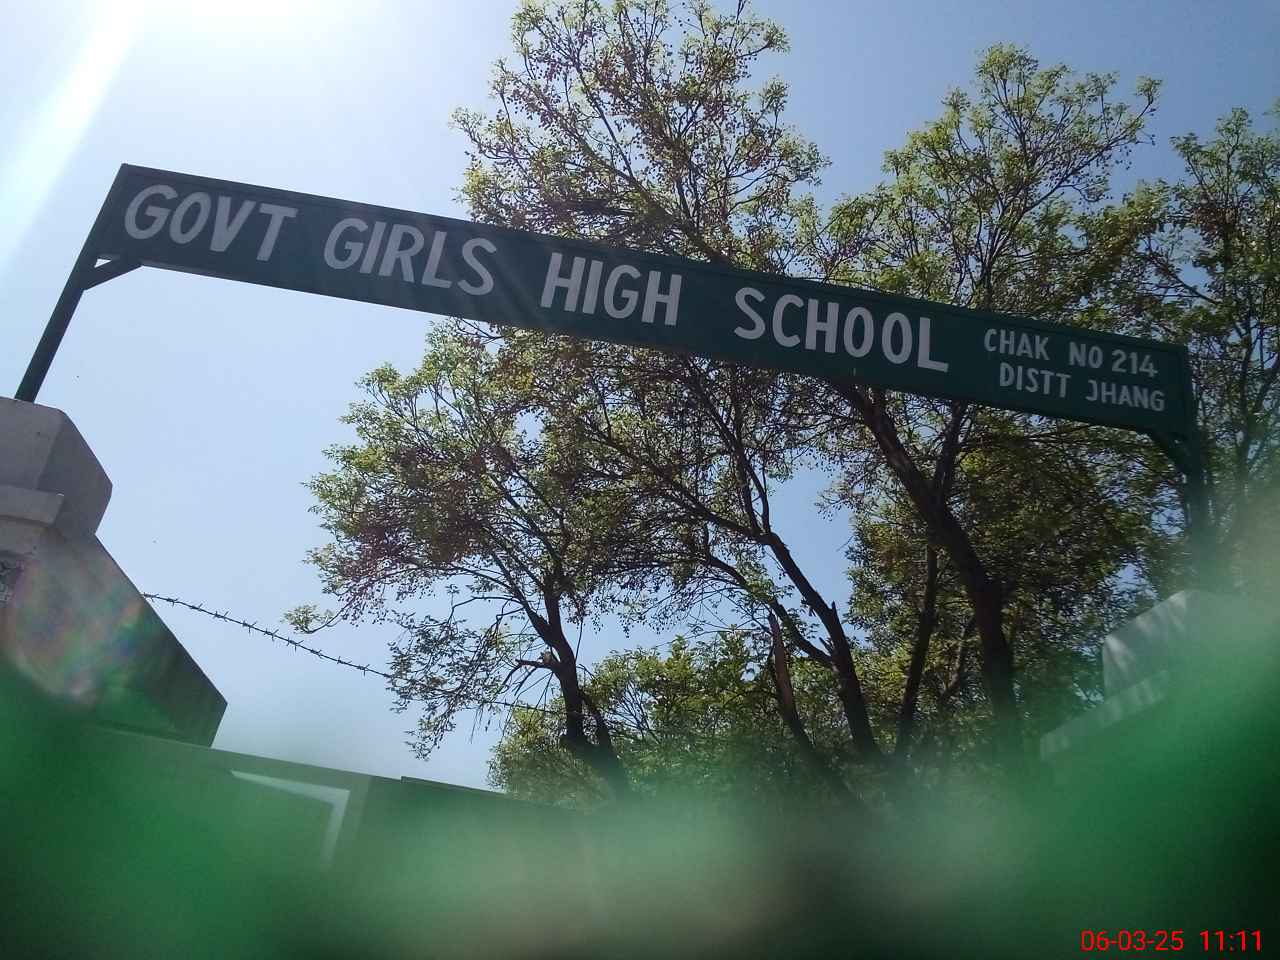 GOVT GIRLS HIGH SCHOOL
CHAK NO 214
DISTT JHANG
06-03-25 11:11